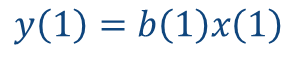 y(1) = b(1)x(1)